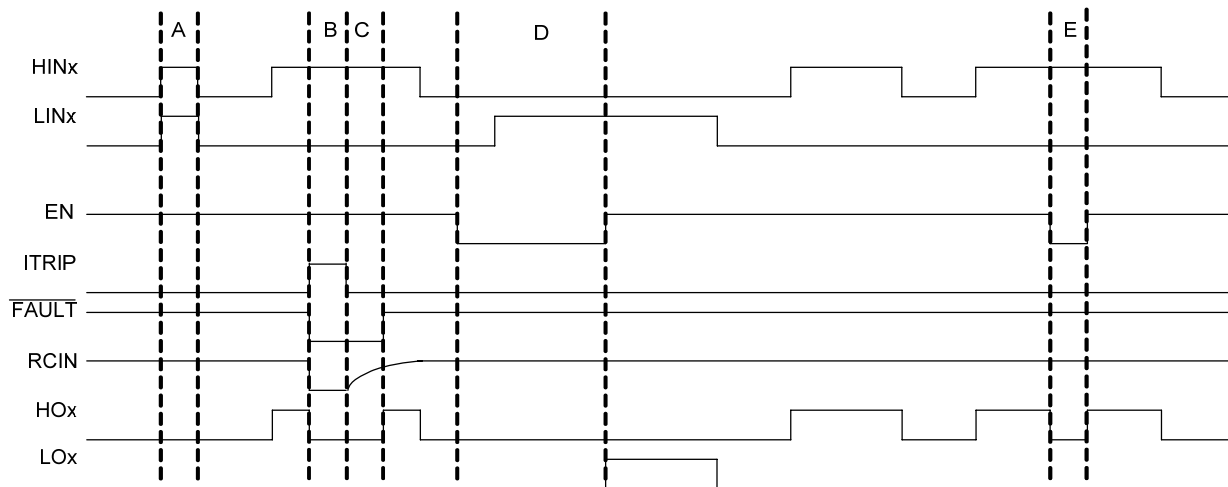 A
B
C
D
E
HINx
LINx
EN
ITRIP
FAULT
RCIN
HOx
LOx